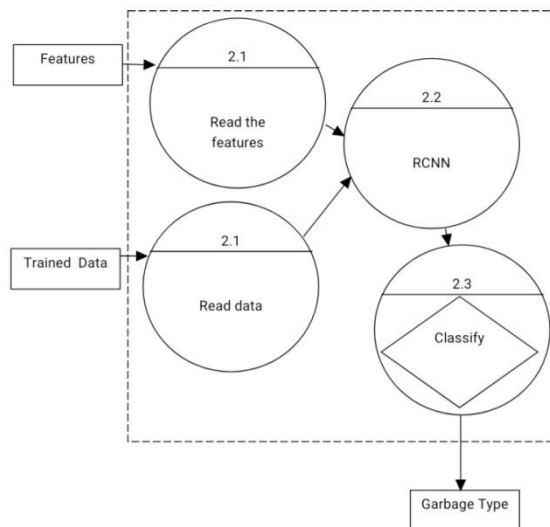 Features
2.1
Read the
features
2.2
RCNN
Trained Data
2.1
Read data
2.3
Classify
Garbage Type